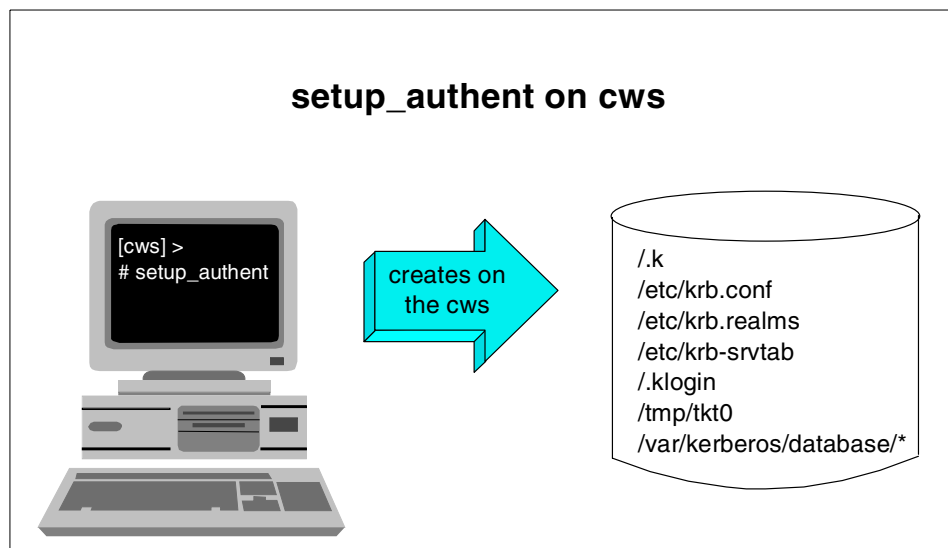 setup_authent on cws
[cws] >
# setup_authent
creates on
the cws
/.k
/etc/krb.conf
/etc/krb.realms
/etc/krb-srvtab
/.klogin
/tmp/tkt0
/var/kerberos/database/*